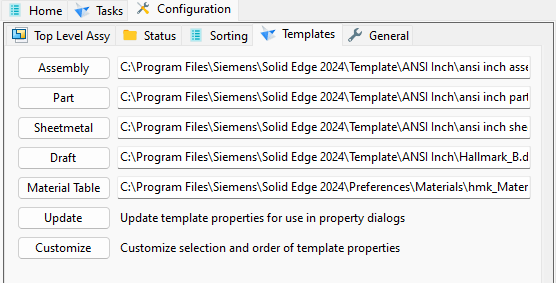 Home Tasks Configuration
Top Level Assy Status Sorting Templates General
Assembly C:\Program Files\Siemens\Solid Edge 2024\Template\ANSI Inch\ansi inch asse
Part C:\Program Files\Siemens\Solid Edge 2024\Template\ANSI Inch\ansi inch part
Sheetmetal C:\Program Files\Siemens\Solid Edge 2024\Template\ANSI Inch\ansi inch she
Draft C:\Program Files\Siemens\Solid Edge 2024\Template\ANSI Inch\Hallmark_B.d
Material Table C:\Program Files\Siemens\Solid Edge 2024\Preferences\Materials\hmk_Mater
Update Update template properties for use in property dialogs
Customize Customize selection and order of template properties